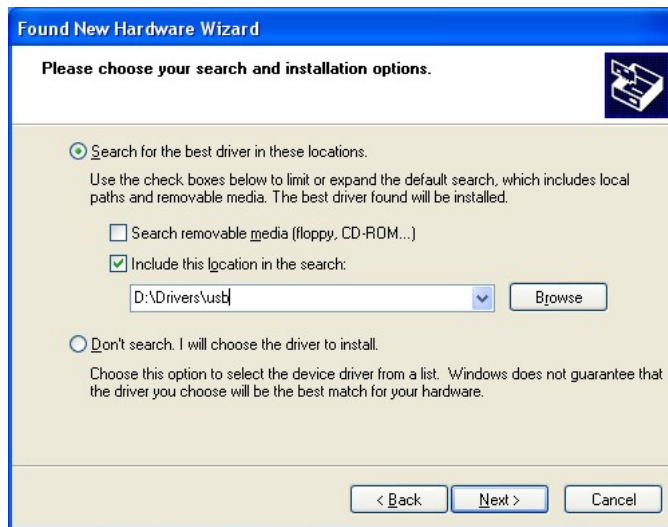 Found New Hardware Wizard
Please choose your search and installation options.
Search for the best driver in these locations.
Use the check boxes below to limit or expand the default search, which includes local
paths and removable media. The best driver found will be installed.
Search removable media (floppy, CD-ROM...)
Include this location in the search:
D:\Drivers\usb
Browse
Don't search. I will choose the driver to install.
Choose this option to select the device driver from a list. Windows does not guarantee that
the driver you choose will be the best match for your hardware.
< Back Next > Cancel